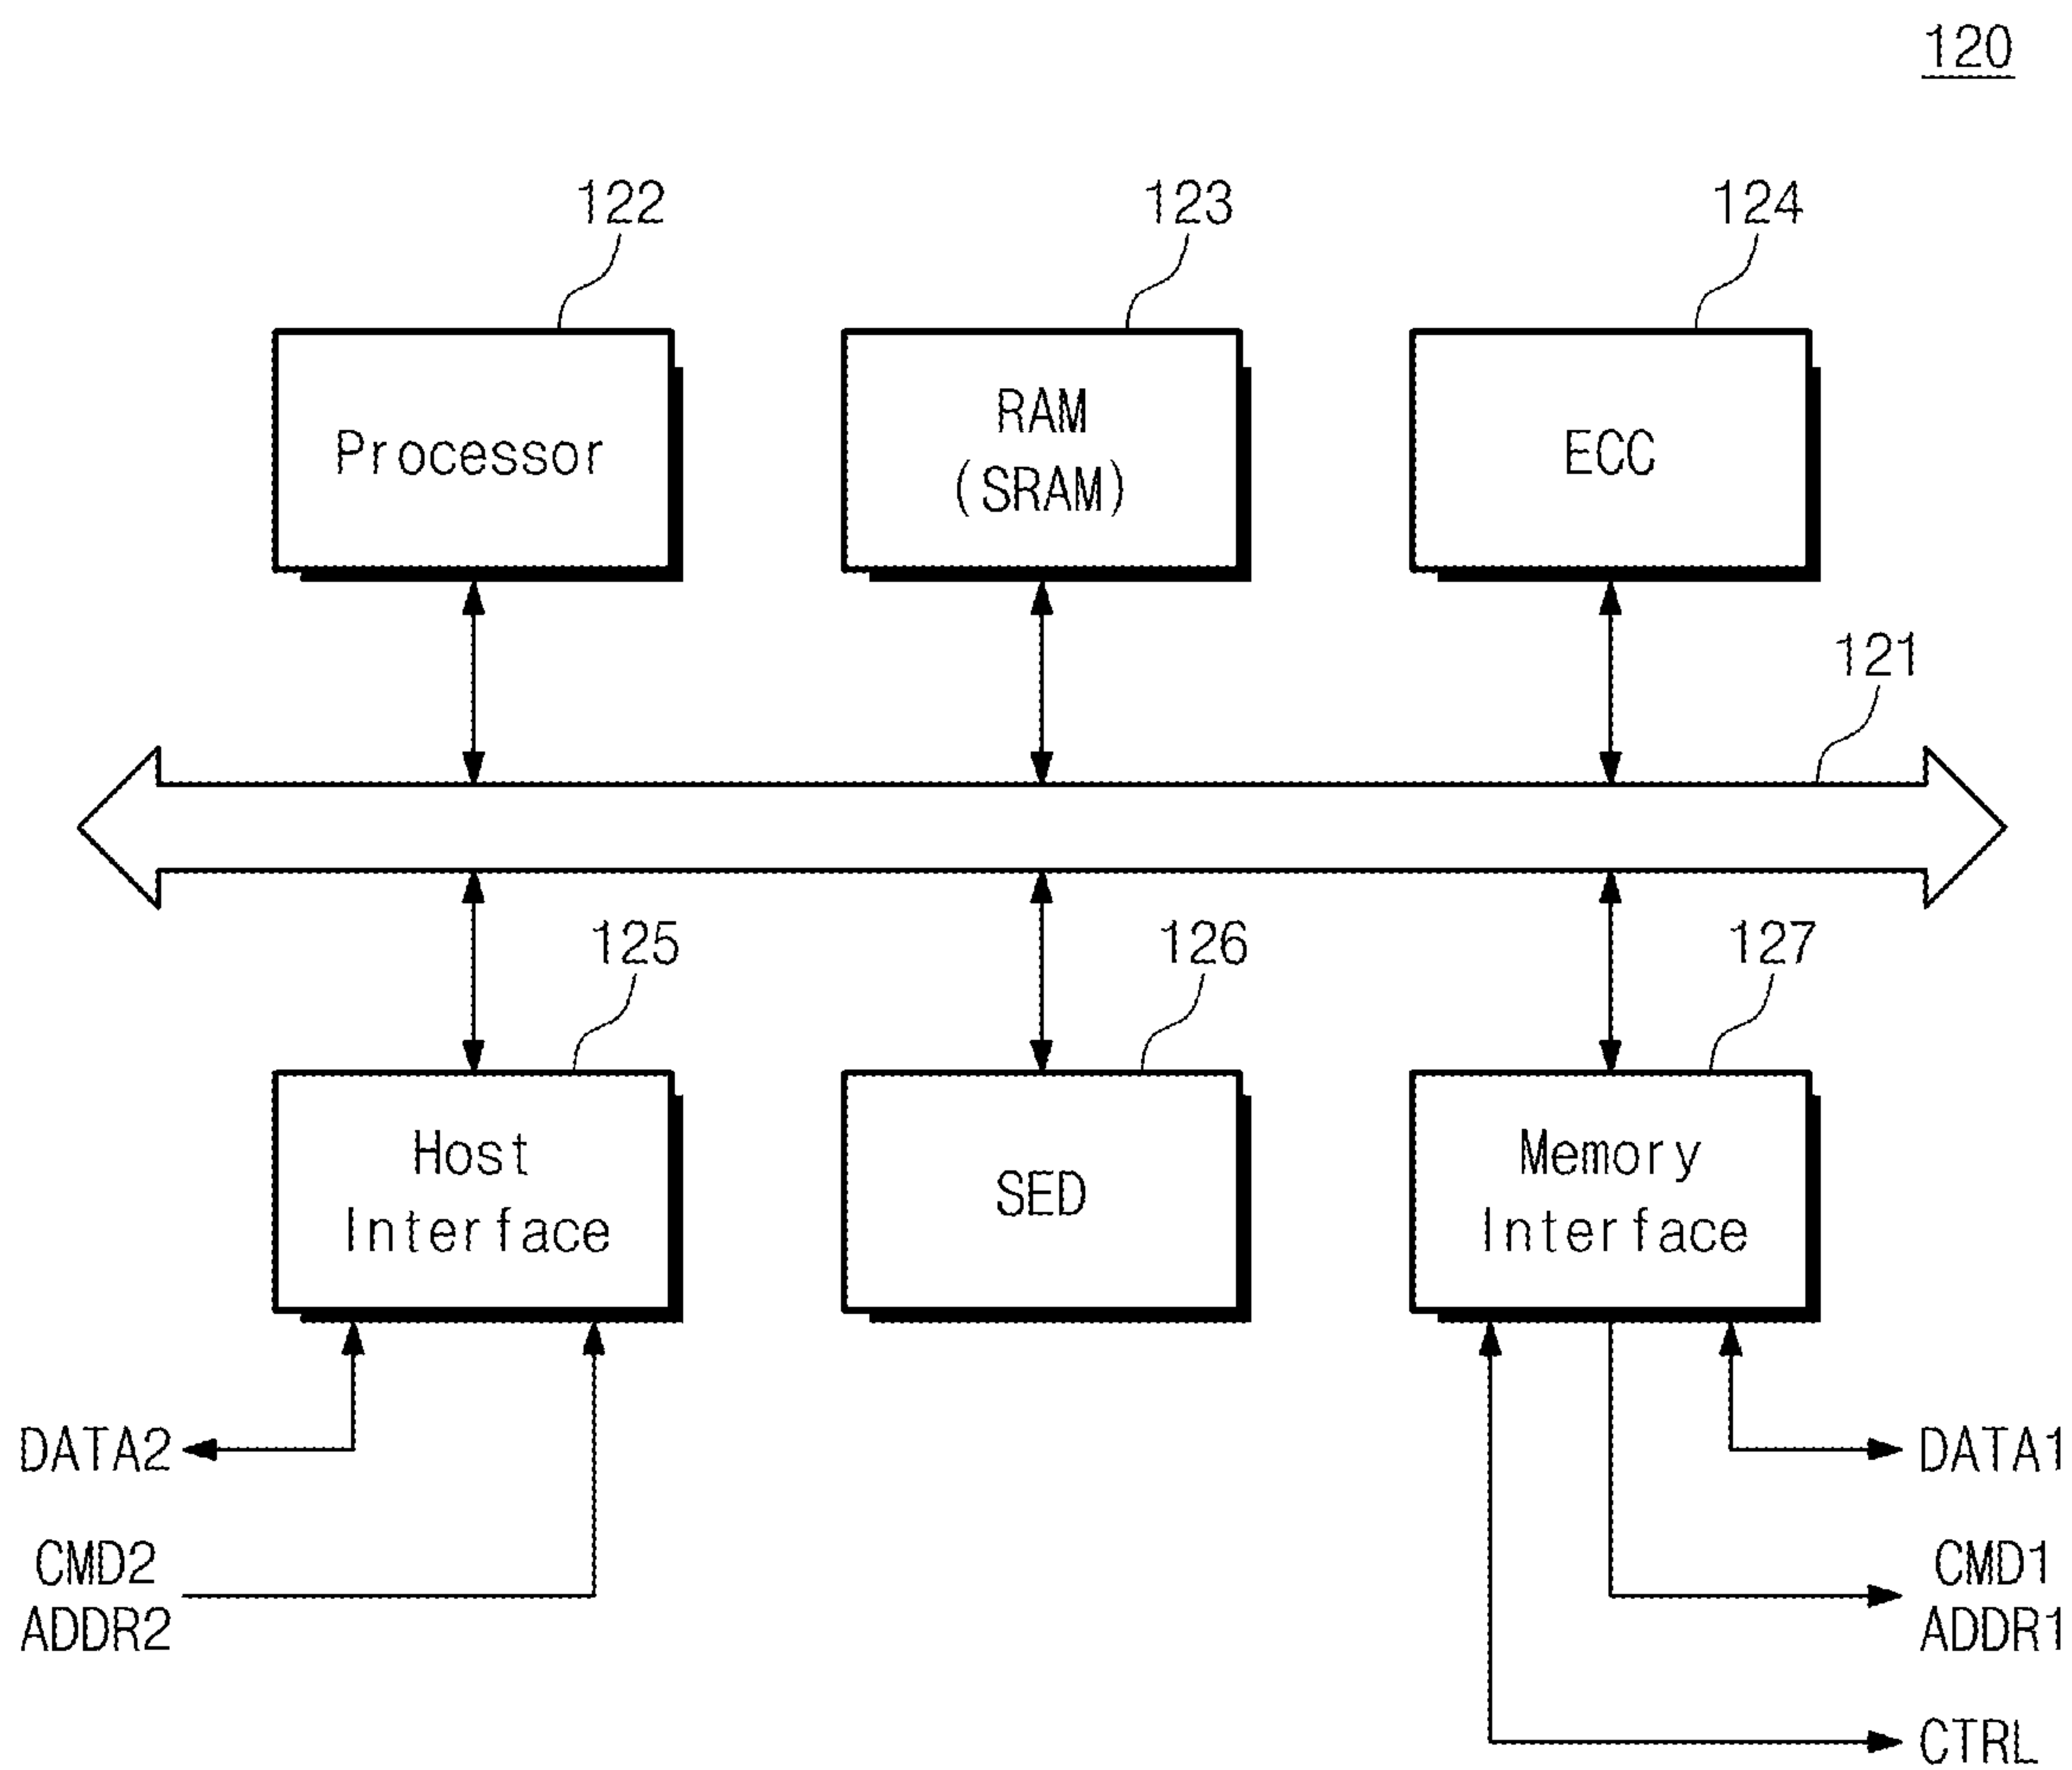 120
122
123
124
Processor
RAM
(SRAM)
ECC
121
125
126
127
Host
Interface
SED
Memory
Interface
DATA2
DATA1
CMD2
ADDR2
CMD1
ADDR1
CTRL